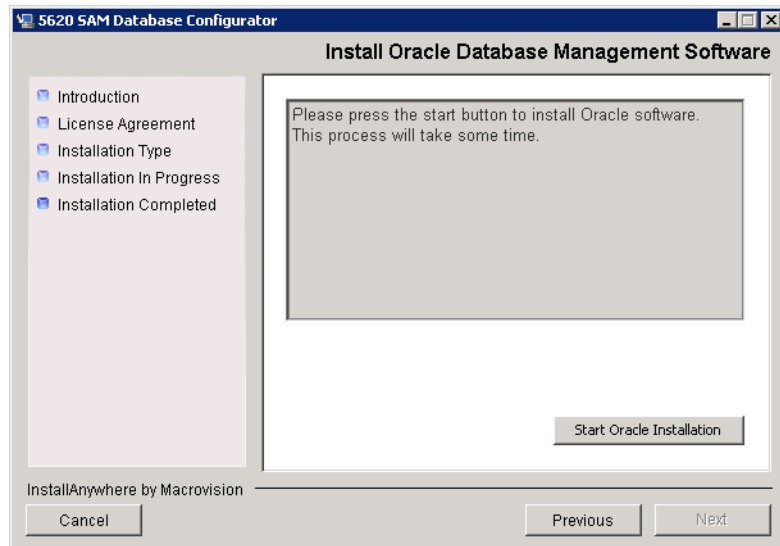 5620 SAM Database Configurator
Install Oracle Database Management Software
Introduction
License Agreement
Installation Type
Installation In Progress
Installation Completed
Please press the start button to install Oracle software.
This process will take some time.
Start Oracle Installation
InstallAnywhere by Macrovision
Cancel
Previous
Next